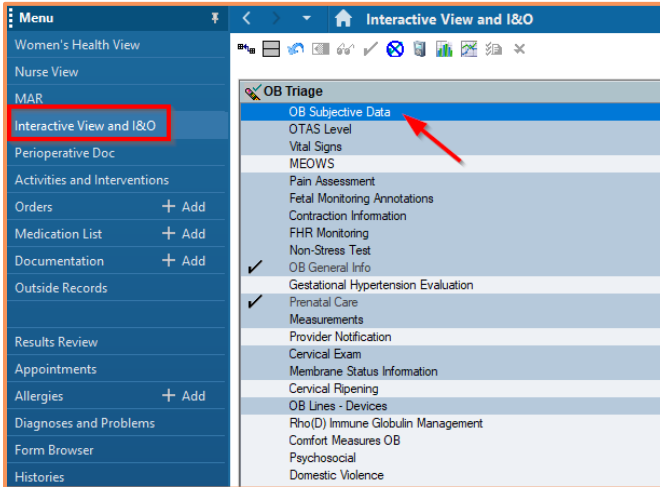 Menu
Women's Health View
Nurse View
MAR
Interactive View and I&O
Perioperative Doc
Activities and Interventions
Orders + Add
Medication List + Add
Documentation + Add
Outside Records
Results Review
Appointments
Allergies + Add
Diagnoses and Problems
Form Browser
Histories
Interactive View and I&O
OB Triage
OB Subjective Data
OTAS Level
Vital Signs
MEOWS
Pain Assessment
Fetal Monitoring Annotations
Contraction Information
FHR Monitoring
Non-Stress Test
OB General Info
Gestational Hypertension Evaluation
Prenatal Care
Measurements
Provider Notification
Cervical Exam
Membrane Status Information
Cervical Ripening
OB Lines - Devices
Rho(D) Immune Globulin Management
Comfort Measures OB
Psychosocial
Domestic Violence